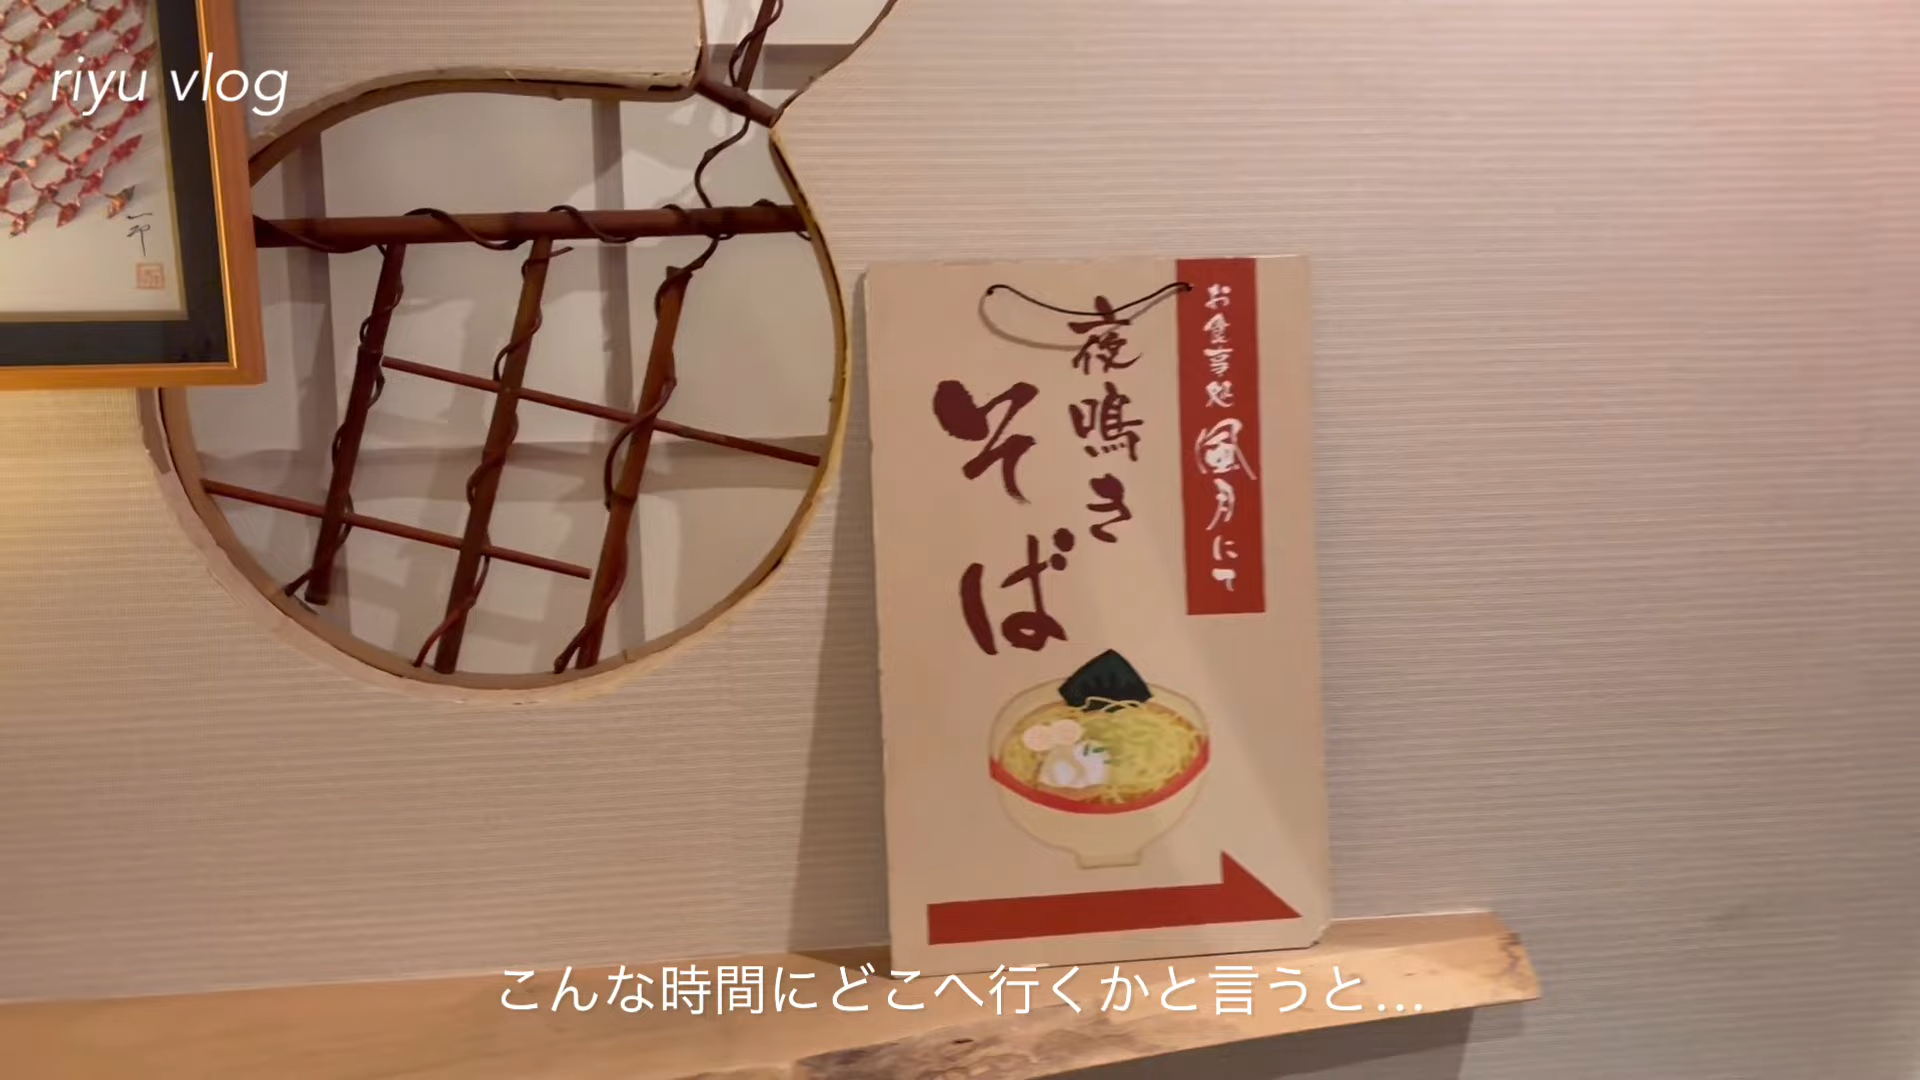 riyu vlog
お食事処 風月にて
夜鳴き
そば
こんな時間にどこへ行くかと言うと…